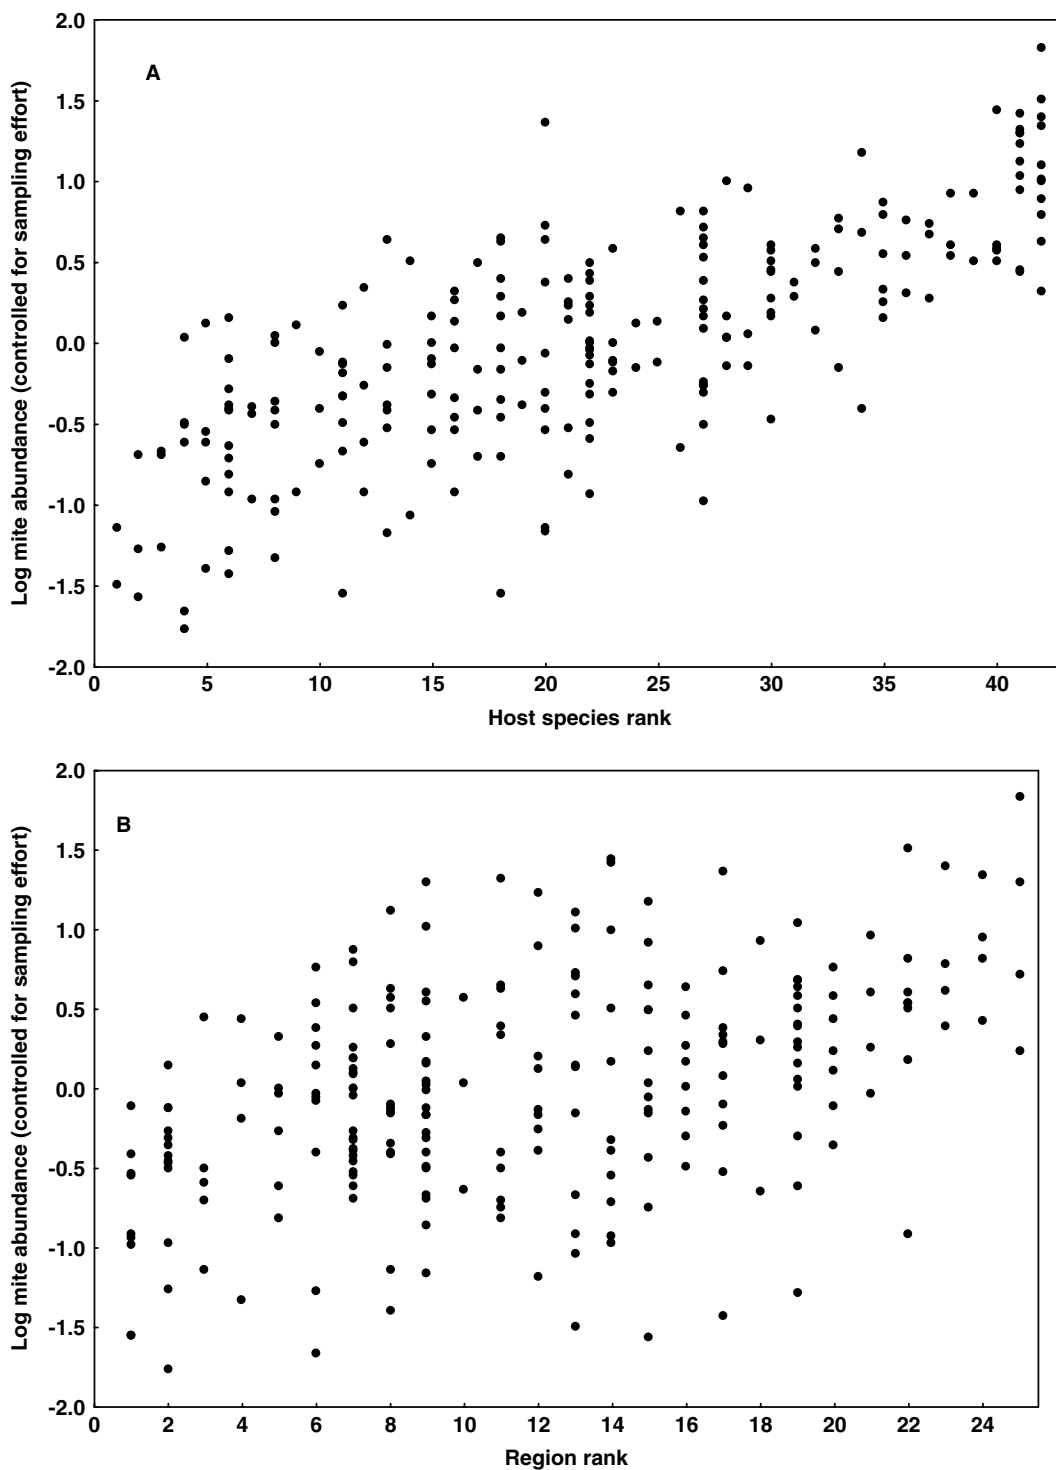 A
Log mite abundance (controlled for sampling effort)
2.0
1.5
1.0
0.5
0.0
-0.5
-1.0
-1.5
-2.0
0 5 10 15 20 25 30 35 40
Host species rank
B
Log mite abundance (controlled for sampling effort)
2.0
1.5
1.0
0.5
0.0
-0.5
-1.0
-1.5
-2.0
0 2 4 6 8 10 12 14 16 18 20 22 24
Region rank